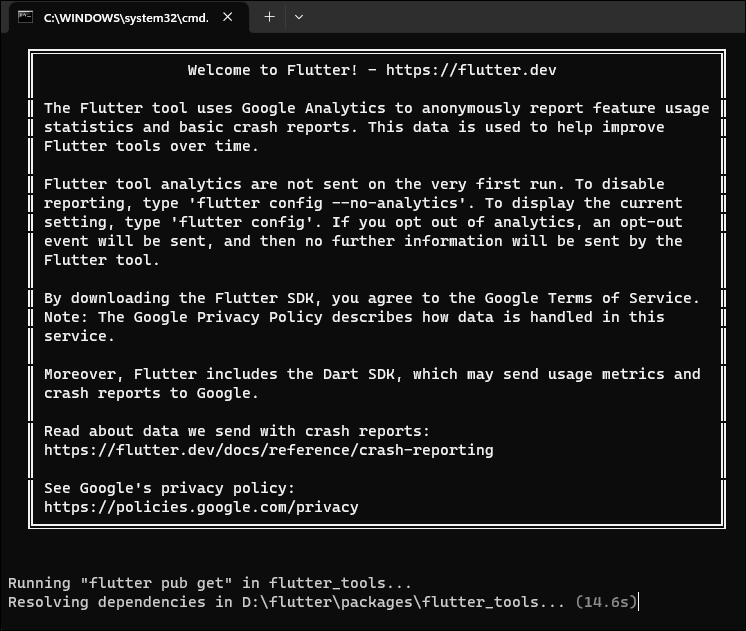 C:\WINDOWS\system32\cmd.
Welcome to Flutter! - https://flutter.dev
The Flutter tool uses Google Analytics to anonymously report feature usage
statistics and basic crash reports. This data is used to help improve
Flutter tools over time.
Flutter tool analytics are not sent on the very first run. To disable
reporting, type 'flutter config --no-analytics'. To display the current
setting, type 'flutter config'. If you opt out of analytics, an opt-out
event will be sent, and then no further information will be sent by the
Flutter tool.
By downloading the Flutter SDK, you agree to the Google Terms of Service.
Note: The Google Privacy Policy describes how data is handled in this
service.
Moreover, Flutter includes the Dart SDK, which may send usage metrics and
crash reports to Google.
Read about data we send with crash reports:
https://flutter.dev/docs/reference/crash-reporting
See Google's privacy policy:
https://policies.google.com/privacy
Running "flutter pub get" in flutter_tools...
Resolving dependencies in D:\flutter\packages\flutter_tools... (14.6s)